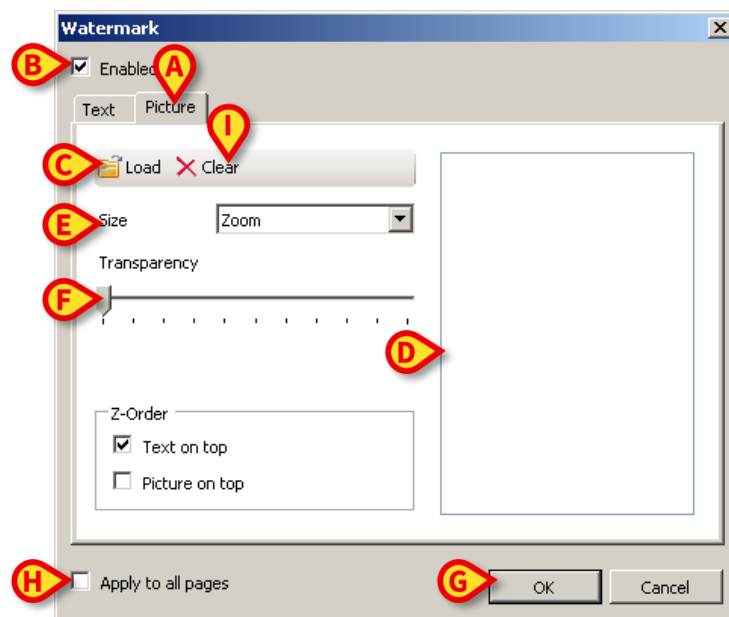 Watermark
B Enabled A
Text Picture
I
C Load Clear
E Size Zoom
Transparency
F
D
Z-Order
Text on top
Picture on top
H Apply to all pages G OK Cancel